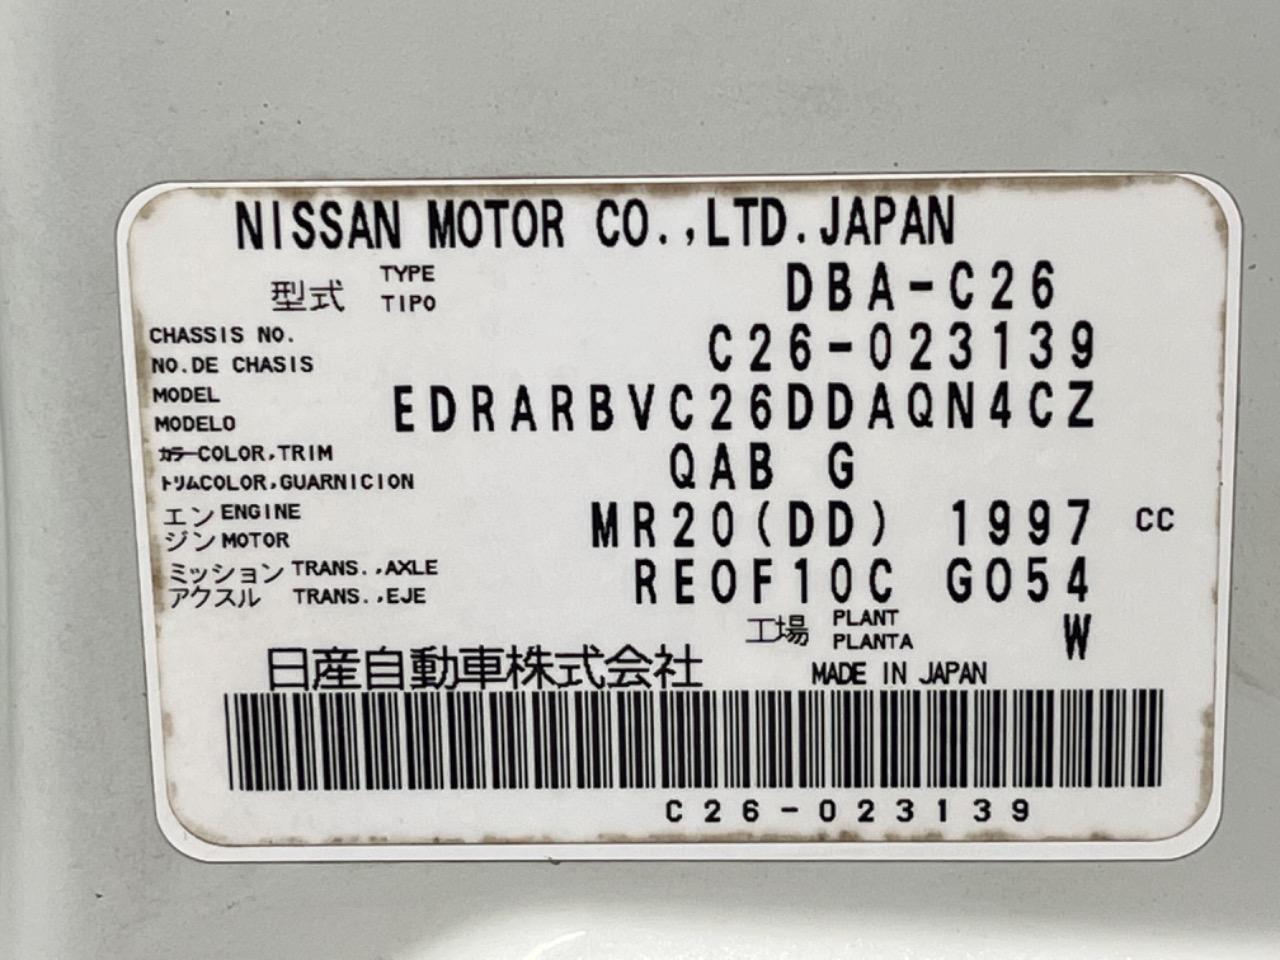 NISSAN MOTOR CO.,LTD.JAPAN
型式 TYPE TIPO DBA-C26
CHASSIS NO.
NO.DE CHASIS C26-023139
MODEL
MODELO EDRARBVC26DDAQN4CZ
カラーCOLOR,TRIM
トリムCOLOR,GUARNICION QAB G
エン ENGINE
ジン MOTOR MR20(DD) 1997 CC
ミッション TRANS.,AXLE
アクスル TRANS.,EJE RE0F10C G054
工場 PLANT PLANTA W
日産自動車株式会社 MADE IN JAPAN
C26-023139